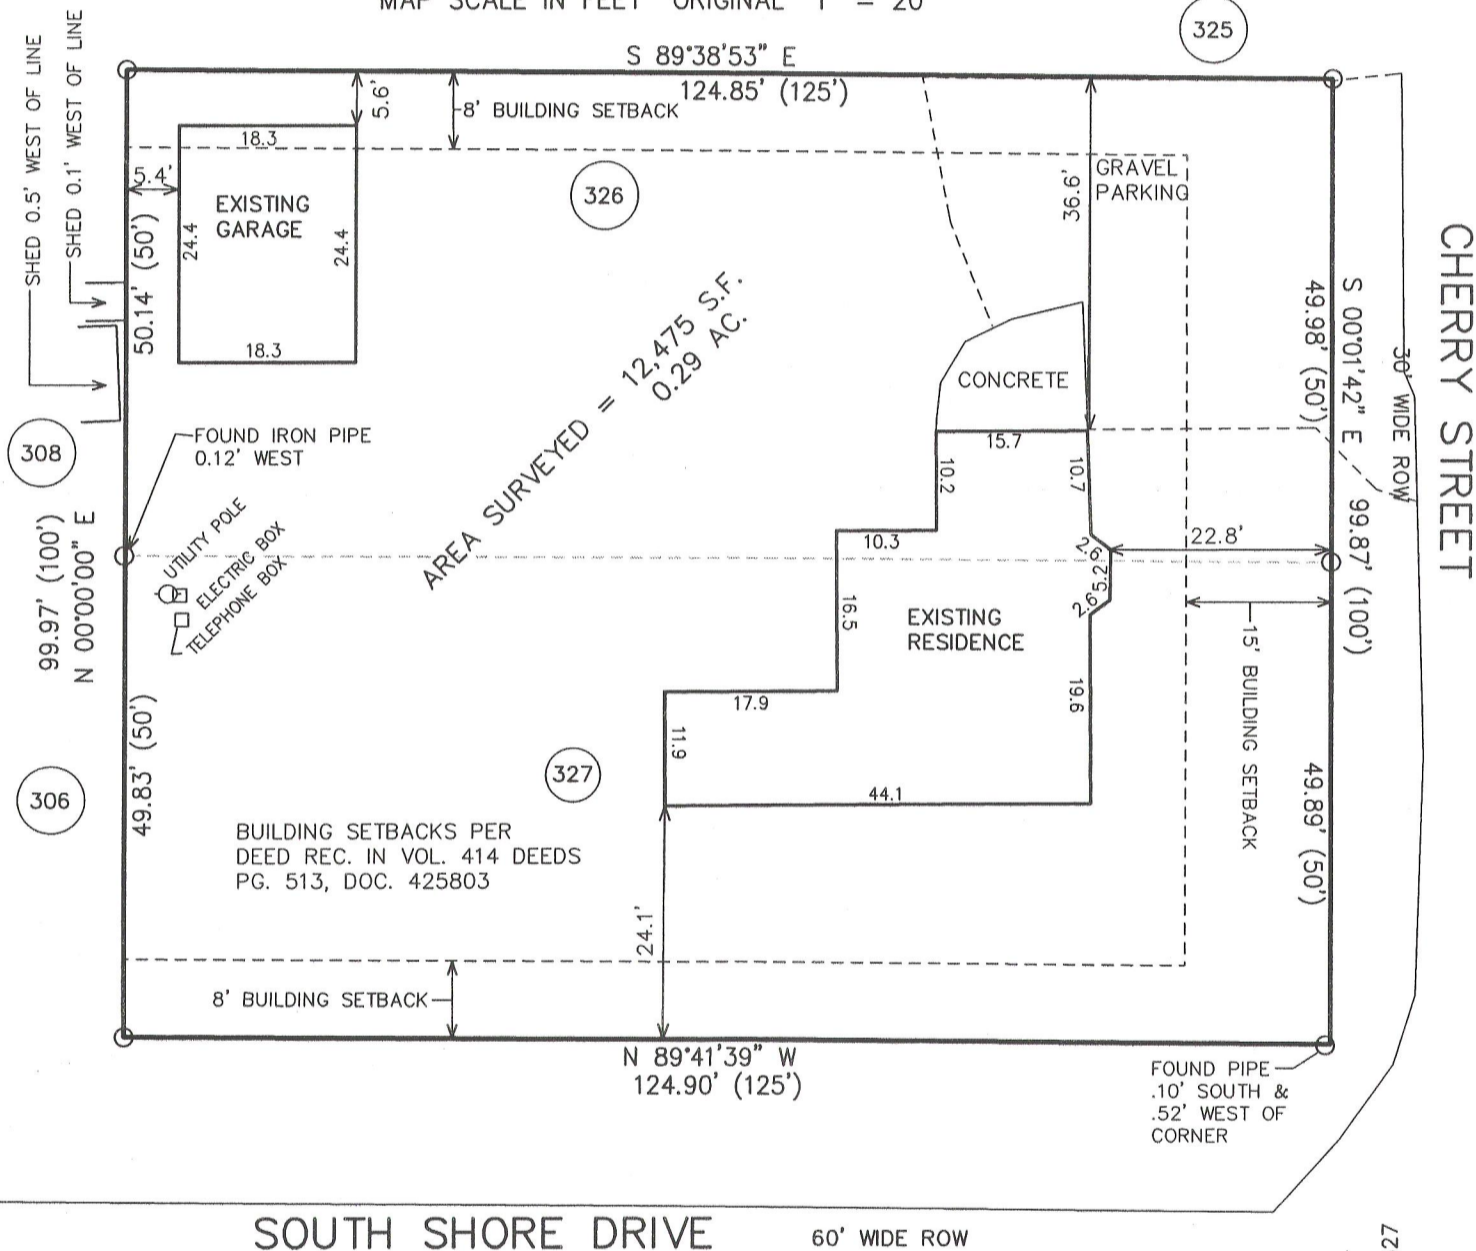 MAP SCALE IN FEET ORIGINAL 1" = 20'
325
S 89°38'53" E
124.85' (125')
SHED 0.5' WEST OF LINE
SHED 0.1' WEST OF LINE
5.6'
8' BUILDING SETBACK
18.3
5.4'
EXISTING
GARAGE
24.4
24.4
18.3
50.14' (50')
326
36.6'
GRAVEL
PARKING
CHERRY STREET
S 00°01'42" E
99.87' (100')
49.98' (50')
30' WIDE ROW
AREA SURVEYED = 12,475 S.F.
0.29 AC.
CONCRETE
15.7
10.2
10.7
308
FOUND IRON PIPE
0.12' WEST
UTILITY POLE
ELECTRIC BOX
TELEPHONE BOX
99.97' (100')
N 00°00'00" E
10.3
2.6
5.2
2.6
22.8'
16.5
EXISTING
RESIDENCE
15' BUILDING SETBACK
17.9
19.6
11.9
44.1
49.83' (50')
49.89' (50')
327
306
BUILDING SETBACKS PER
DEED REC. IN VOL. 414 DEEDS
PG. 513, DOC. 425803
24.1'
8' BUILDING SETBACK
N 89°41'39" W
124.90' (125')
FOUND PIPE
.10' SOUTH &
.52' WEST OF
CORNER
SOUTH SHORE DRIVE
60' WIDE ROW
27